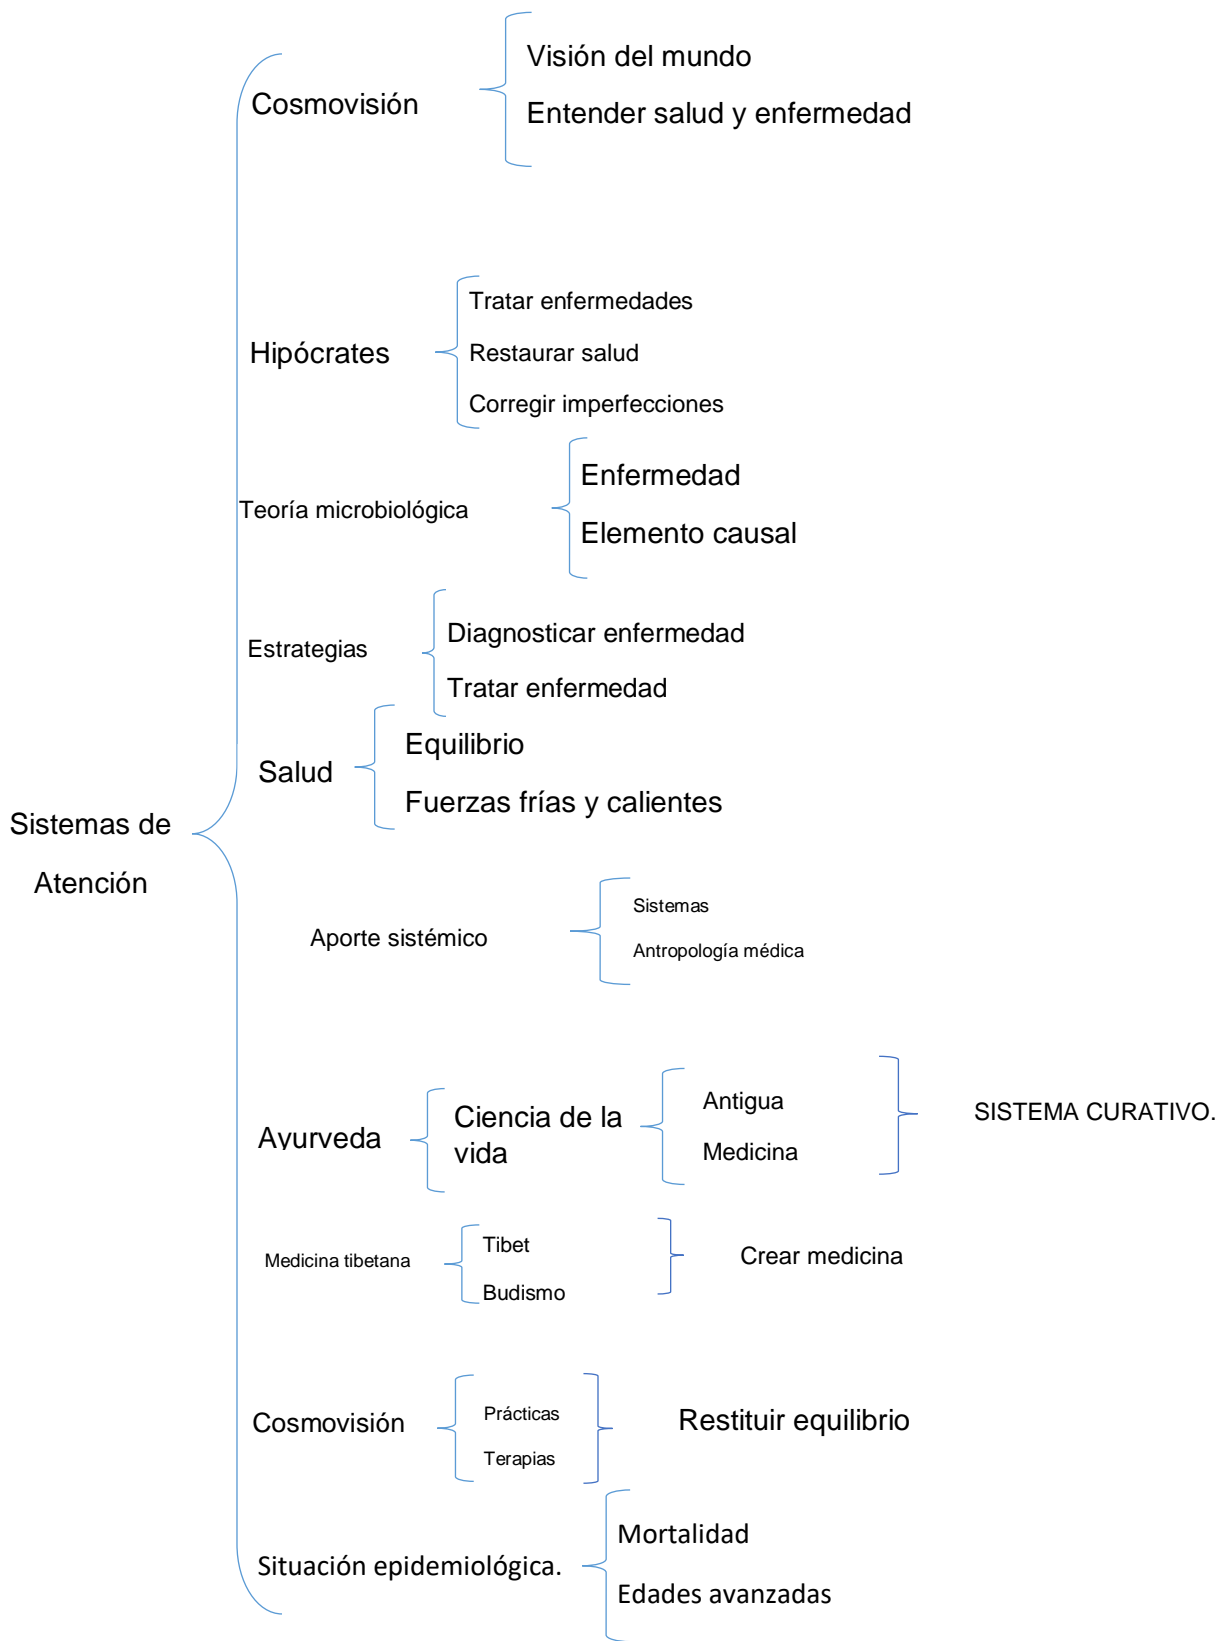 Visión del mundo
Cosmovisión
Entender salud y enfermedad
Tratar enfermedades
Hipócrates
Restaurar salud
Corregir imperfecciones
Enfermedad
Teoría microbiológica
Elemento causal
Diagnosticar enfermedad
Estrategias
Tratar enfermedad
Equilibrio
Salud
Fuerzas frías y calientes
Sistemas de
Atención
Sistemas
Aporte sistémico
Antropología médica
Ayurveda
Ciencia de la
vida
Antigua
Medicina
SISTEMA CURATIVO.
Medicina tibetana
Tibet
Budismo
Crear medicina
Cosmovisión
Prácticas
Terapias
Restituir equilibrio
Mortalidad
Situación epidemiológica.
Edades avanzadas